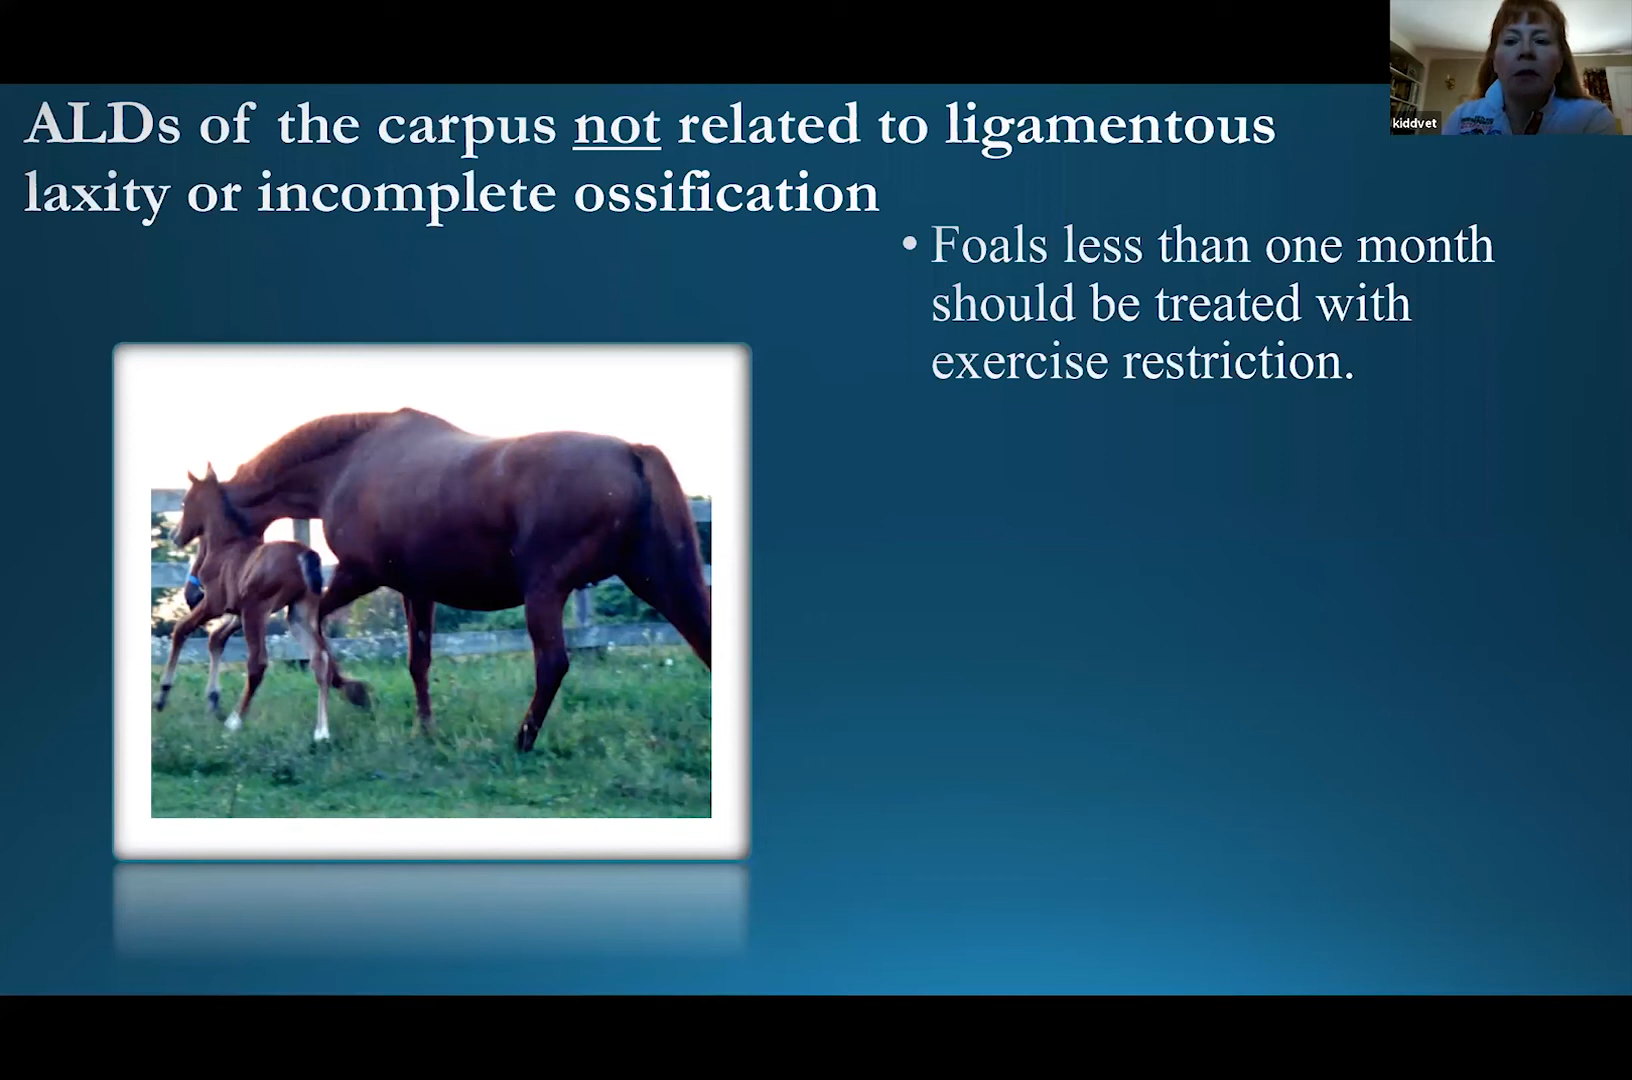 ALDs of the carpus not related to ligamentous
laxity or incomplete ossification
• Foals less than one month
should be treated with
exercise restriction.
kiddvet